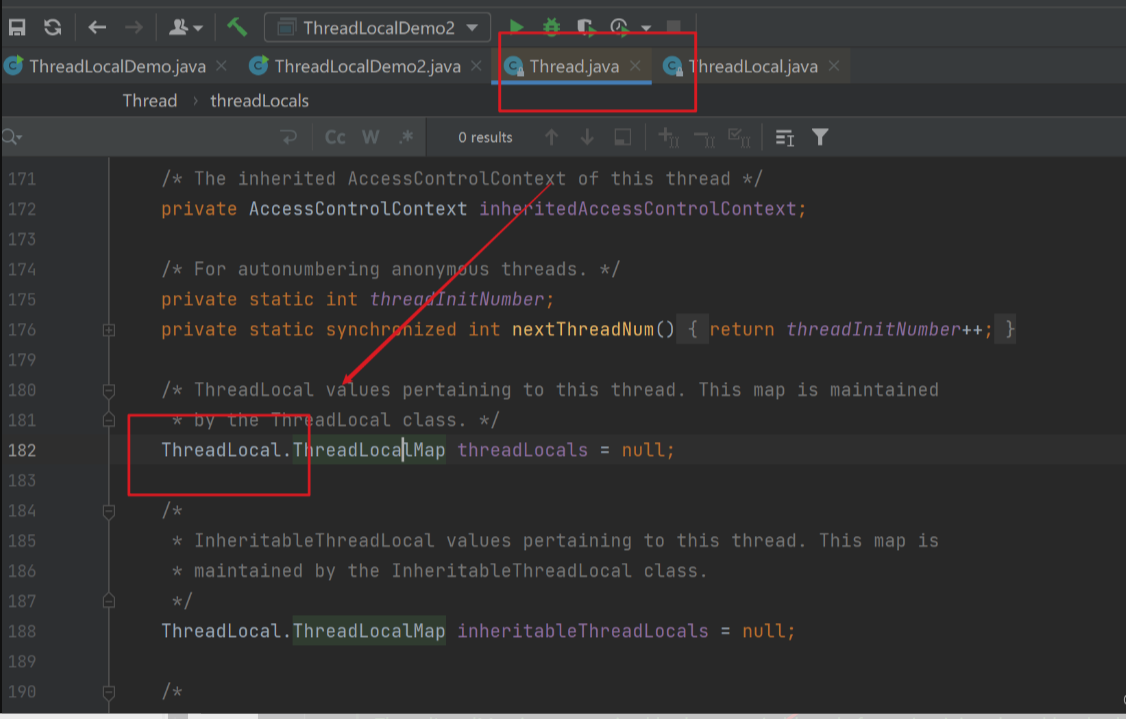 ThreadLocalDemo2
ThreadLocalDemo.java ThreadLocalDemo2.java Thread.java ThreadLocal.java
Thread › threadLocals
Cc W .* 0 results
171 /* The inherited AccessControlContext of this thread */
172 private AccessControlContext inheritedAccessControlContext;
173
174 /* For autonumbering anonymous threads. */
175 private static int threadInitNumber;
176 private static synchronized int nextThreadNum() { return threadInitNumber++; }
179
180 /* ThreadLocal values pertaining to this thread. This map is maintained
181 * by the ThreadLocal class. */
182 ThreadLocal.ThreadLocalMap threadLocals = null;
183
184 /*
185 * InheritableThreadLocal values pertaining to this thread. This map is
186 * maintained by the InheritableThreadLocal class.
187 */
188 ThreadLocal.ThreadLocalMap inheritableThreadLocals = null;
189
190 /*